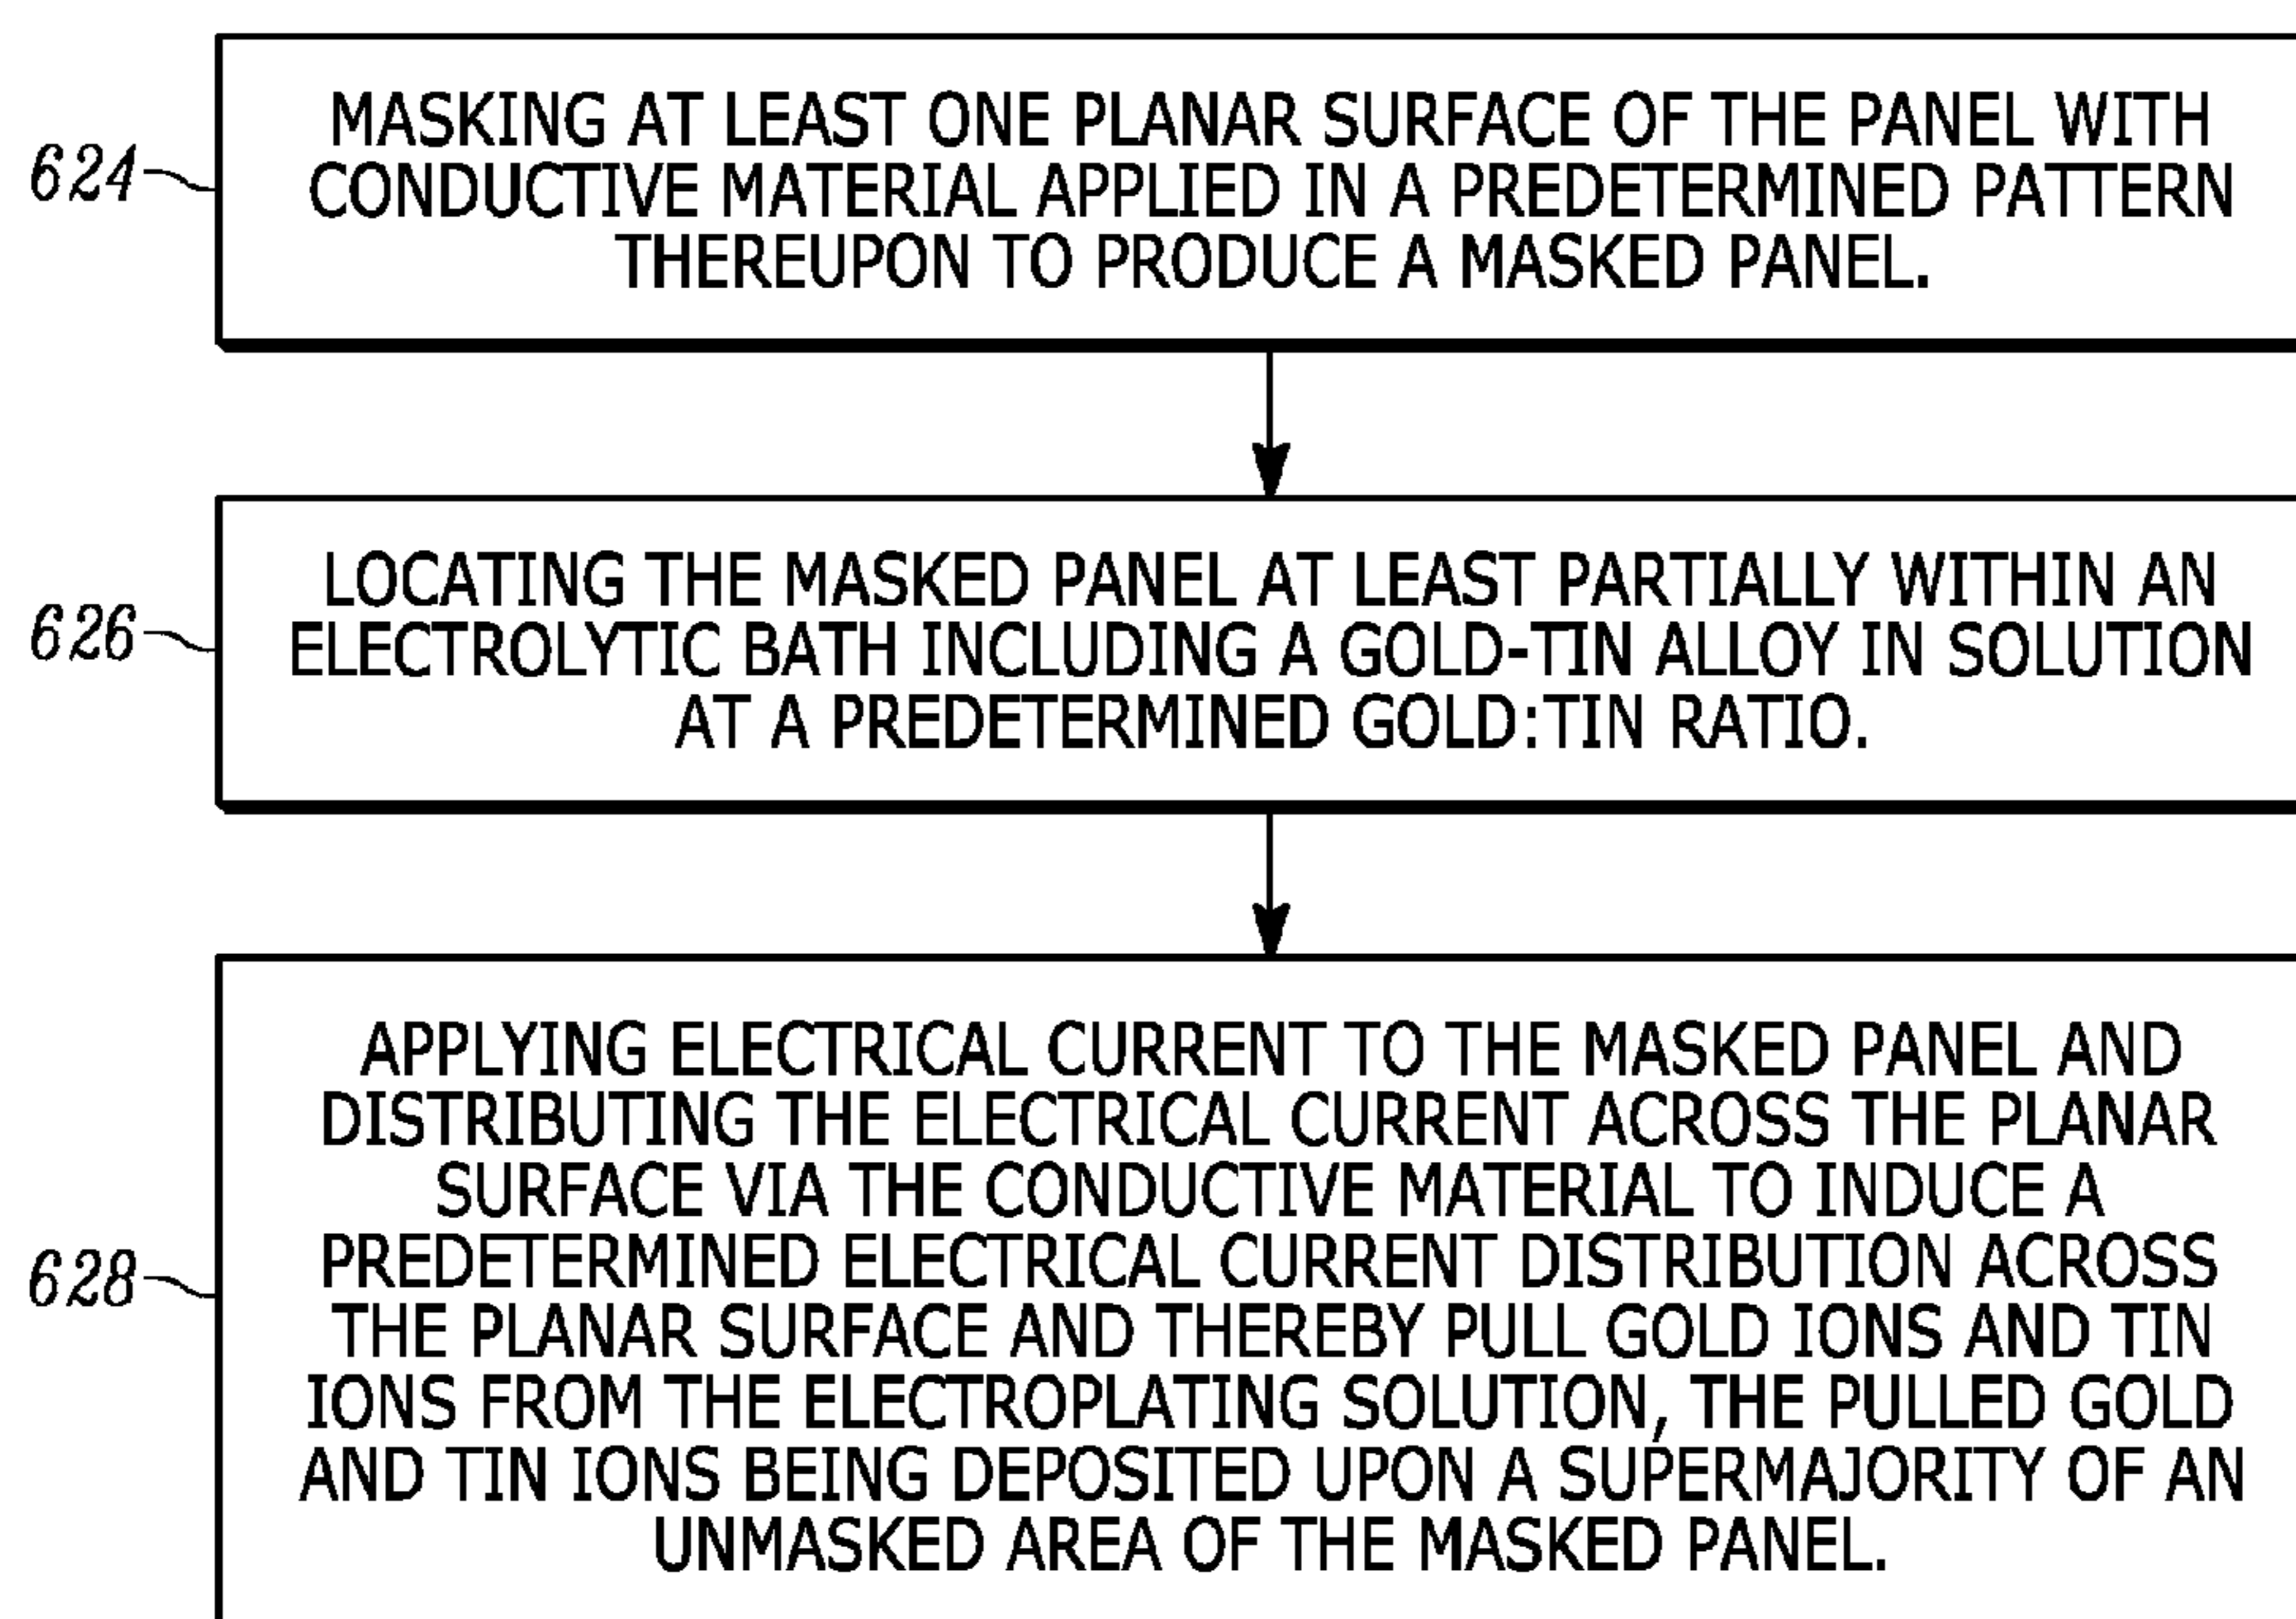 MASKING AT LEAST ONE PLANAR SURFACE OF THE PANEL WITH
624
CONDUCTIVE MATERIAL APPLIED IN A PREDETERMINED PATTERN
THEREUPON TO PRODUCE A MASKED PANEL.
LOCATING THE MASKED PANEL AT LEAST PARTIALLY WITHIN AN
626
ELECTROLYTIC BATH INCLUDING A GOLD-TIN ALLOY IN SOLUTION
AT A PREDETERMINED GOLD:TIN RATIO.
APPLYING ELECTRICAL CURRENT TO THE MASKED PANEL AND
DISTRIBUTING THE ELECTRICAL CURRENT ACROSS THE PLANAR
SURFACE VIA THE CONDUCTIVE MATERIAL TO INDUCE A
628
PREDETERMINED ELECTRICAL CURRENT DISTRIBUTION ACROSS
THE PLANAR SURFACE AND THEREBY PULL GOLD IONS AND TIN
IONS FROM THE ELECTROPLATING SOLUTION, THE PULLED GOLD
AND TIN IONS BEING DEPOSITED UPON A SUPERMAJORITY OF AN
UNMASKED AREA OF THE MASKED PANEL.